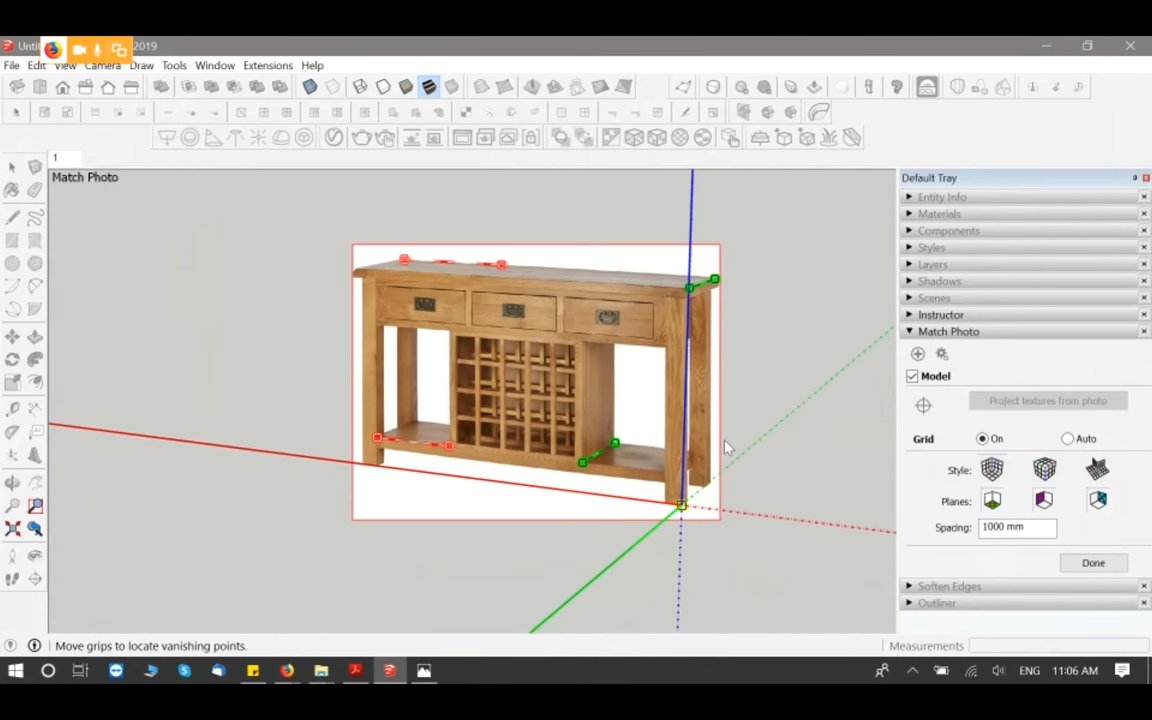 Unti 2019
File Edit View Camera Draw Tools Window Extensions Help
1
Match Photo
Default Tray
Entity Info
Materials
Components
Styles
Layers
Shadows
Scenes
Instructor
Match Photo
Model
Project textures from photo
Grid On Auto
Style:
Planes:
Spacing: 1000 mm
Done
Soften Edges
Outliner
Move grips to locate vanishing points.
Measurements
ENG 11:06 AM